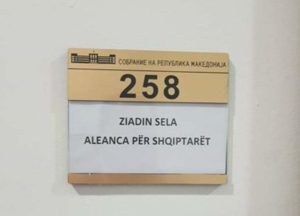 СОБРАНИЕ НА РЕПУБЛИКА МАКЕДОНИЈА
258
ZIADIN SELA
ALEANCA PËR SHQIPTARËT